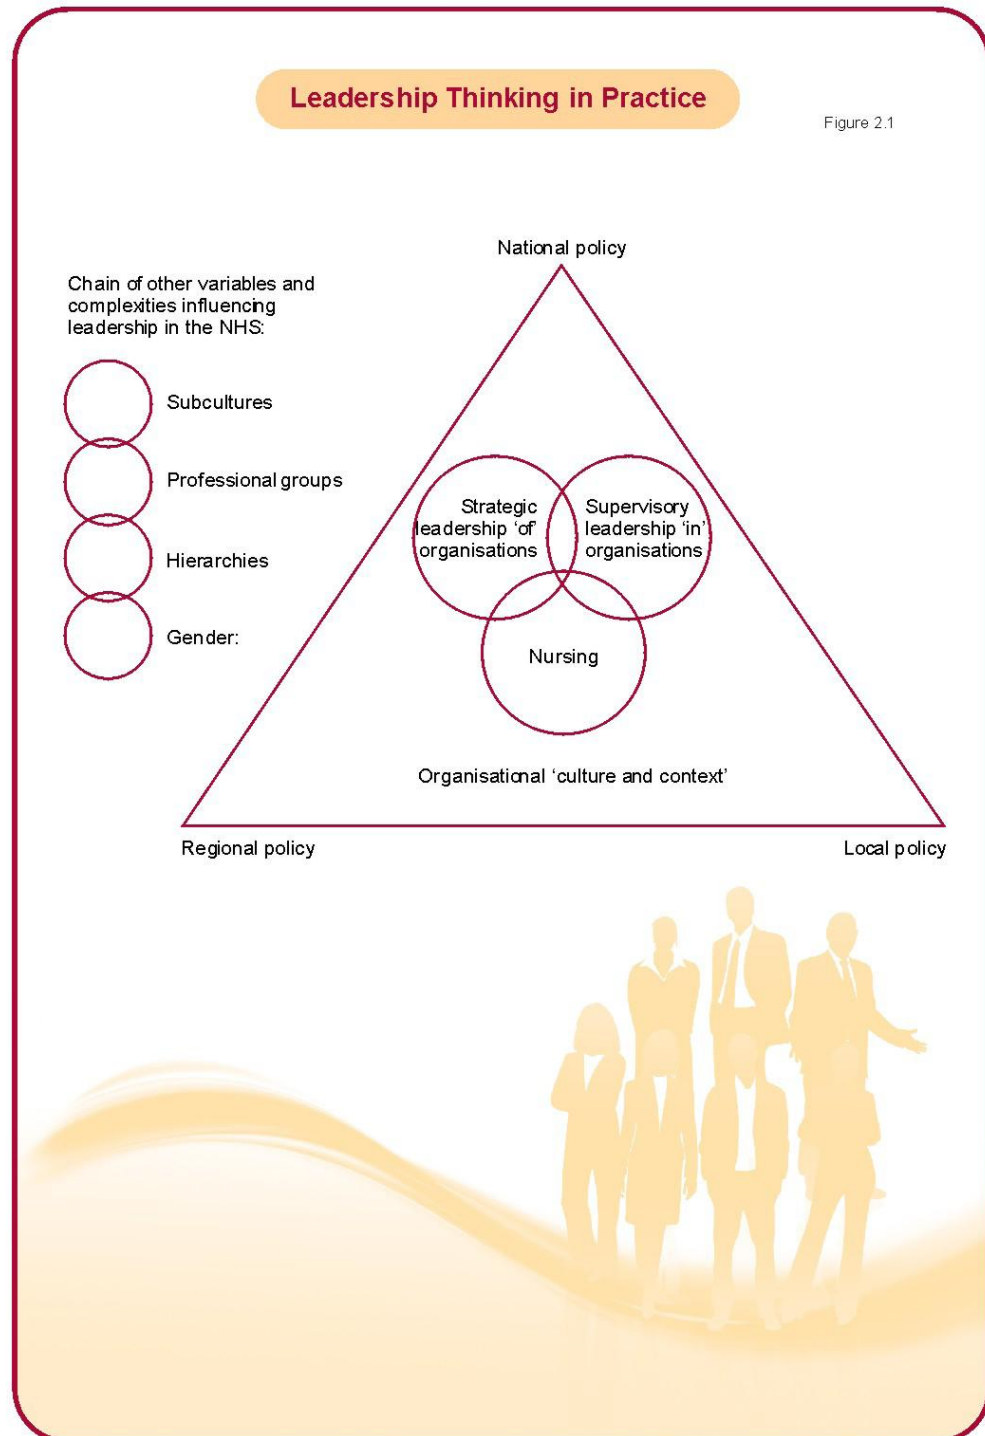 Leadership Thinking in Practice
Figure 2.1
National policy
Chain of other variables and
complexities influencing
leadership in the NHS:
Subcultures
Professional groups
Hierarchies
Gender:
Strategic
leadership ‘of’
organisations
Supervisory
leadership ‘in’
organisations
Nursing
Organisational ‘culture and context’
Regional policy
Local policy